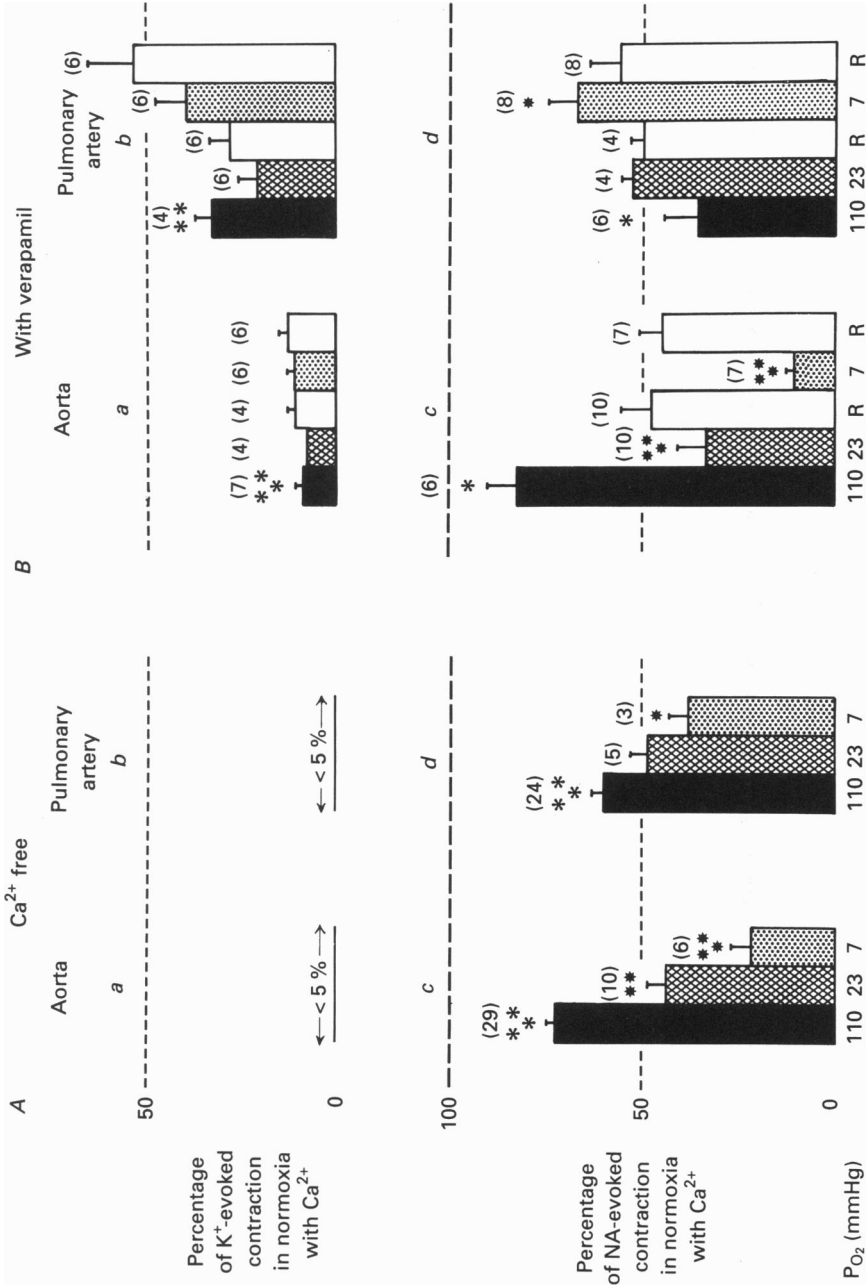 A Ca²⁺ free
B With verapamil
Aorta
Pulmonary
artery
Aorta
Pulmonary
artery
a
b
a
b
Percentage
of K⁺-evoked
contraction
in normoxia
with Ca²⁺
50
0
← < 5 % →
← < 5 % →
(7)
***
(4)
(4)
(6)
(6)
(4)
**
(6)
(6)
(6)
(6)
c
d
c
d
Percentage
of NA-evoked
contraction
in normoxia
with Ca²⁺
100
50
0
(29)
***
(10)
**
(6)
***
(24)
***
(5)
(3)
*
(6)
*
(10)
***
(10)
(7)
***
(7)
(6)
*
(4)
(4)
(8)
*
(8)
P_O₂ (mmHg)
110 23 7
110 23 7
110 23 R 7 R
110 23 R 7 R